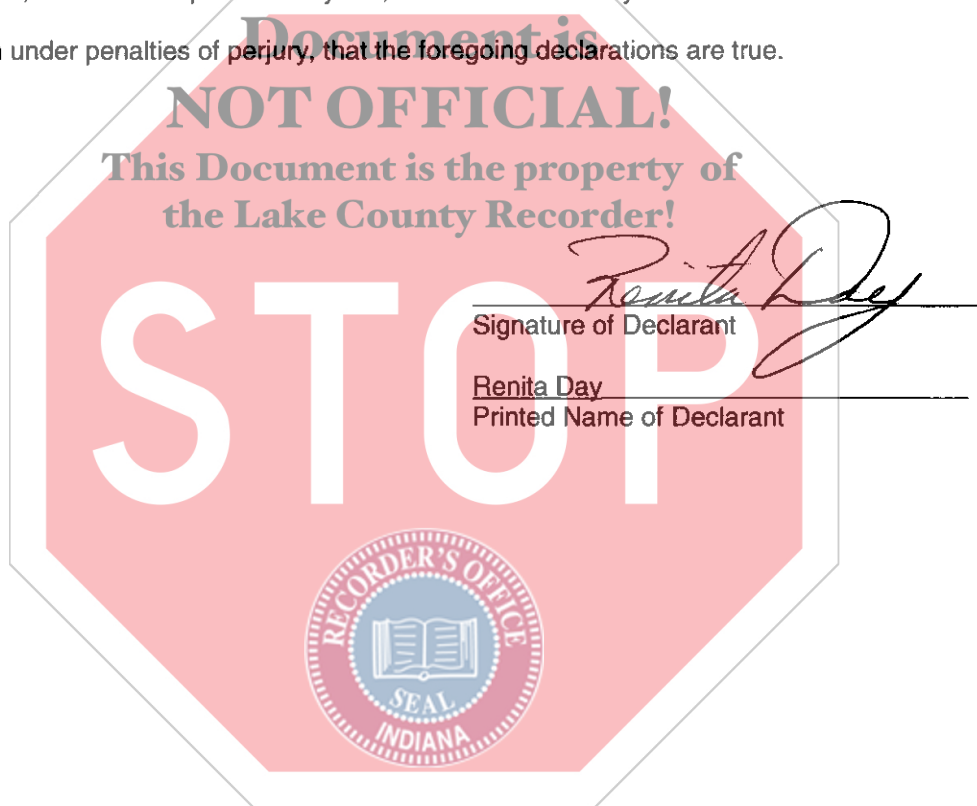 under penalties of perjury, that the foregoing declarations are true.
Document is
NOT OFFICIAL!
This Document is the property of
the Lake County Recorder!
Renita Day
Signature of Declarant
Renita Day
Printed Name of Declarant
STOP
RECORDER'S OFFICE
SEAL
INDIANA